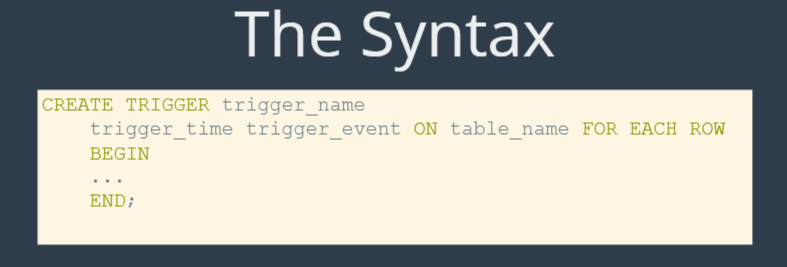 The Syntax
CREATE TRIGGER trigger_name
trigger_time trigger_event ON table_name FOR EACH ROW
BEGIN
...
END;